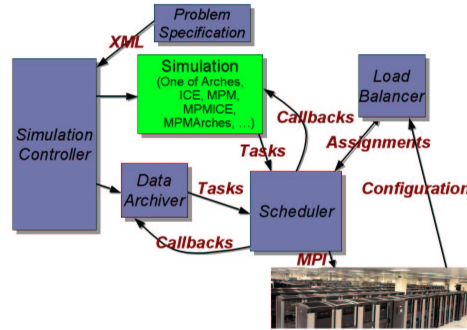 Problem
Specification
XML
Simulation
(One of Arches,
ICE, MPM,
MPMICE,
MPMArches, ...)
Load
Balancer
Simulation
Controller
Callbacks
Tasks
Assignments
Data
Archiver
Tasks
Configuration
Scheduler
Callbacks
MPI